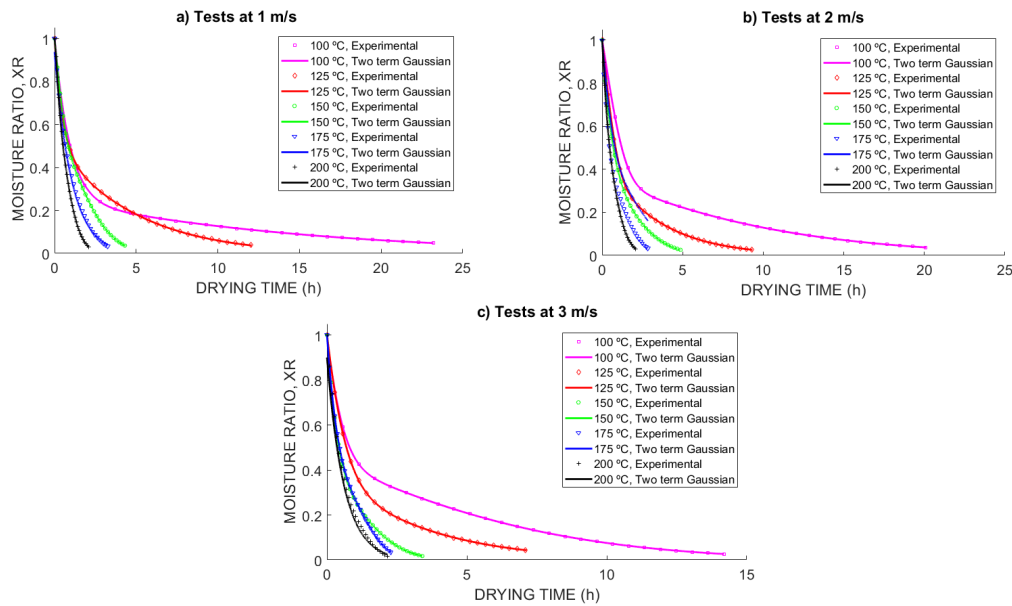 a) Tests at 1 m/s
MOISTURE RATIO, XR
1
0.8
0.6
0.4
0.2
0
0
5
10
15
20
25
DRYING TIME (h)
100 ºC, Experimental
100 ºC, Two term Gaussian
125 ºC, Experimental
125 ºC, Two term Gaussian
150 ºC, Experimental
150 ºC, Two term Gaussian
175 ºC, Experimental
175 ºC, Two term Gaussian
200 ºC, Experimental
200 ºC, Two term Gaussian
b) Tests at 2 m/s
MOISTURE RATIO, XR
1
0.8
0.6
0.4
0.2
0
0
5
10
15
20
25
DRYING TIME (h)
100 ºC, Experimental
100 ºC, Two term Gaussian
125 ºC, Experimental
125 ºC, Two term Gaussian
150 ºC, Experimental
150 ºC, Two term Gaussian
175 ºC, Experimental
175 ºC, Two term Gaussian
200 ºC, Experimental
200 ºC, Two term Gaussian
c) Tests at 3 m/s
MOISTURE RATIO, XR
1
0.8
0.6
0.4
0.2
0
0
5
10
15
DRYING TIME (h)
100 ºC, Experimental
100 ºC, Two term Gaussian
125 ºC, Experimental
125 ºC, Two term Gaussian
150 ºC, Experimental
150 ºC, Two term Gaussian
175 ºC, Experimental
175 ºC, Two term Gaussian
200 ºC, Experimental
200 ºC, Two term Gaussian